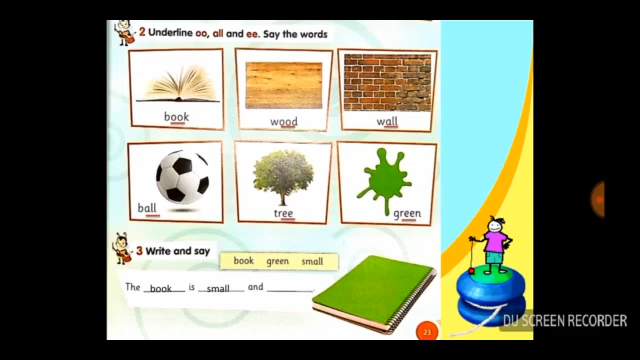 2 Underline oo, all and ee. Say the words
book
wood
wall
ball
tree
green
3 Write and say
book green small
The book is small and ________.
23
DU SCREEN RECORDER